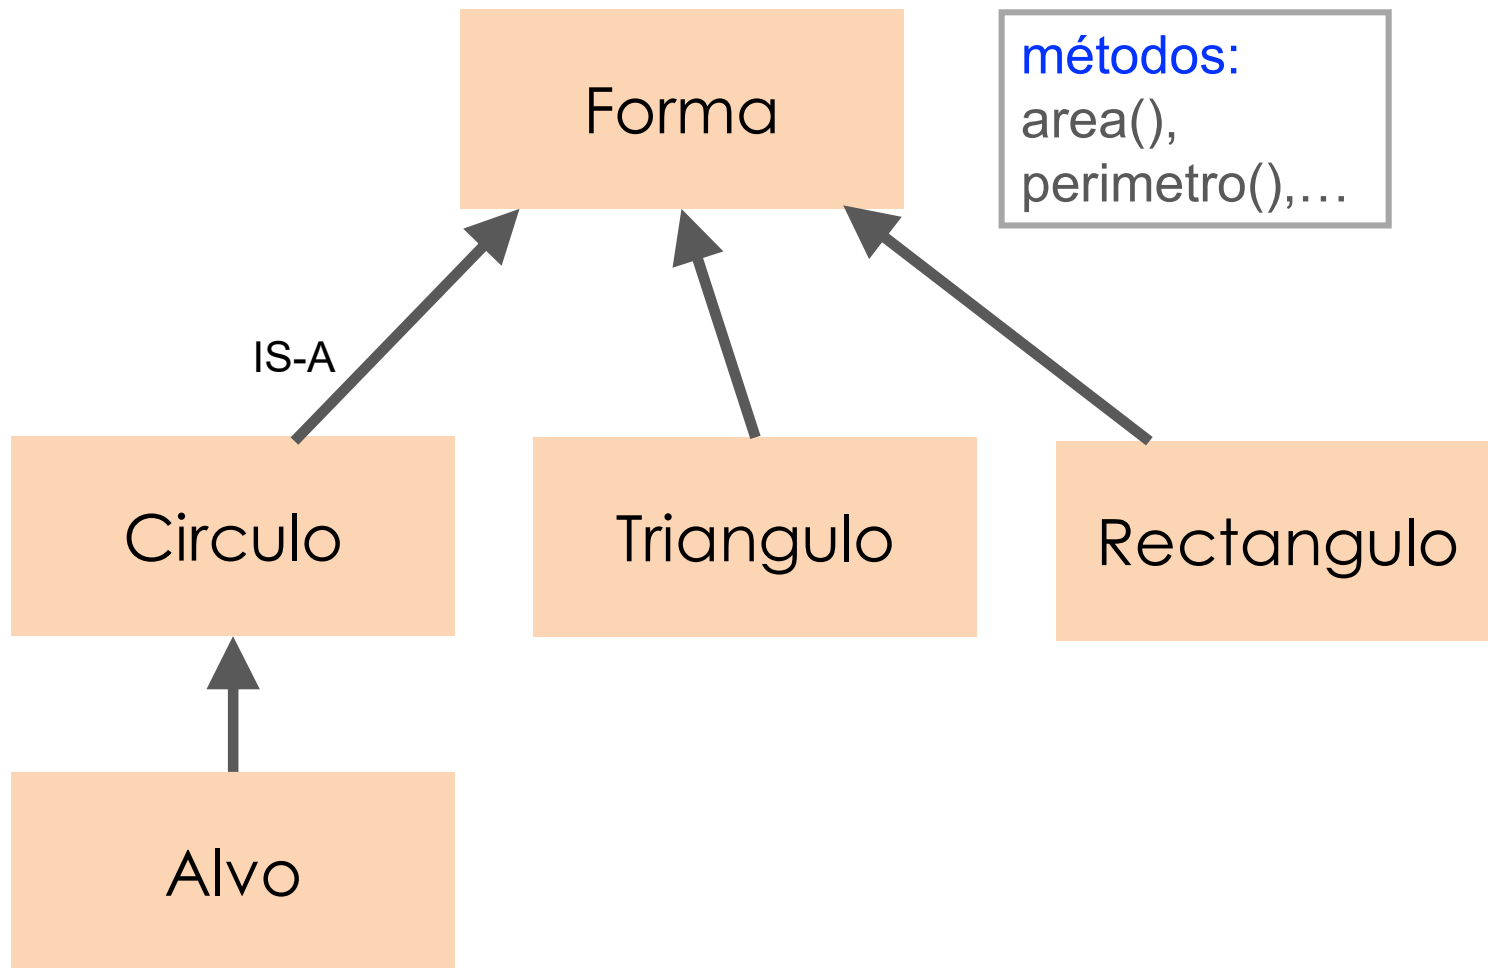 Forma
métodos:
area(),
perimetro(),…
IS-A
Circulo
Triangulo
Rectangulo
Alvo